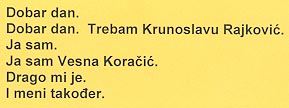 Dobar dan.
Dobar dan.  Trebam Krunoslavu Rajković.
Ja sam.
Ja sam Vesna Koračić.
Drago mi je.
I meni također.